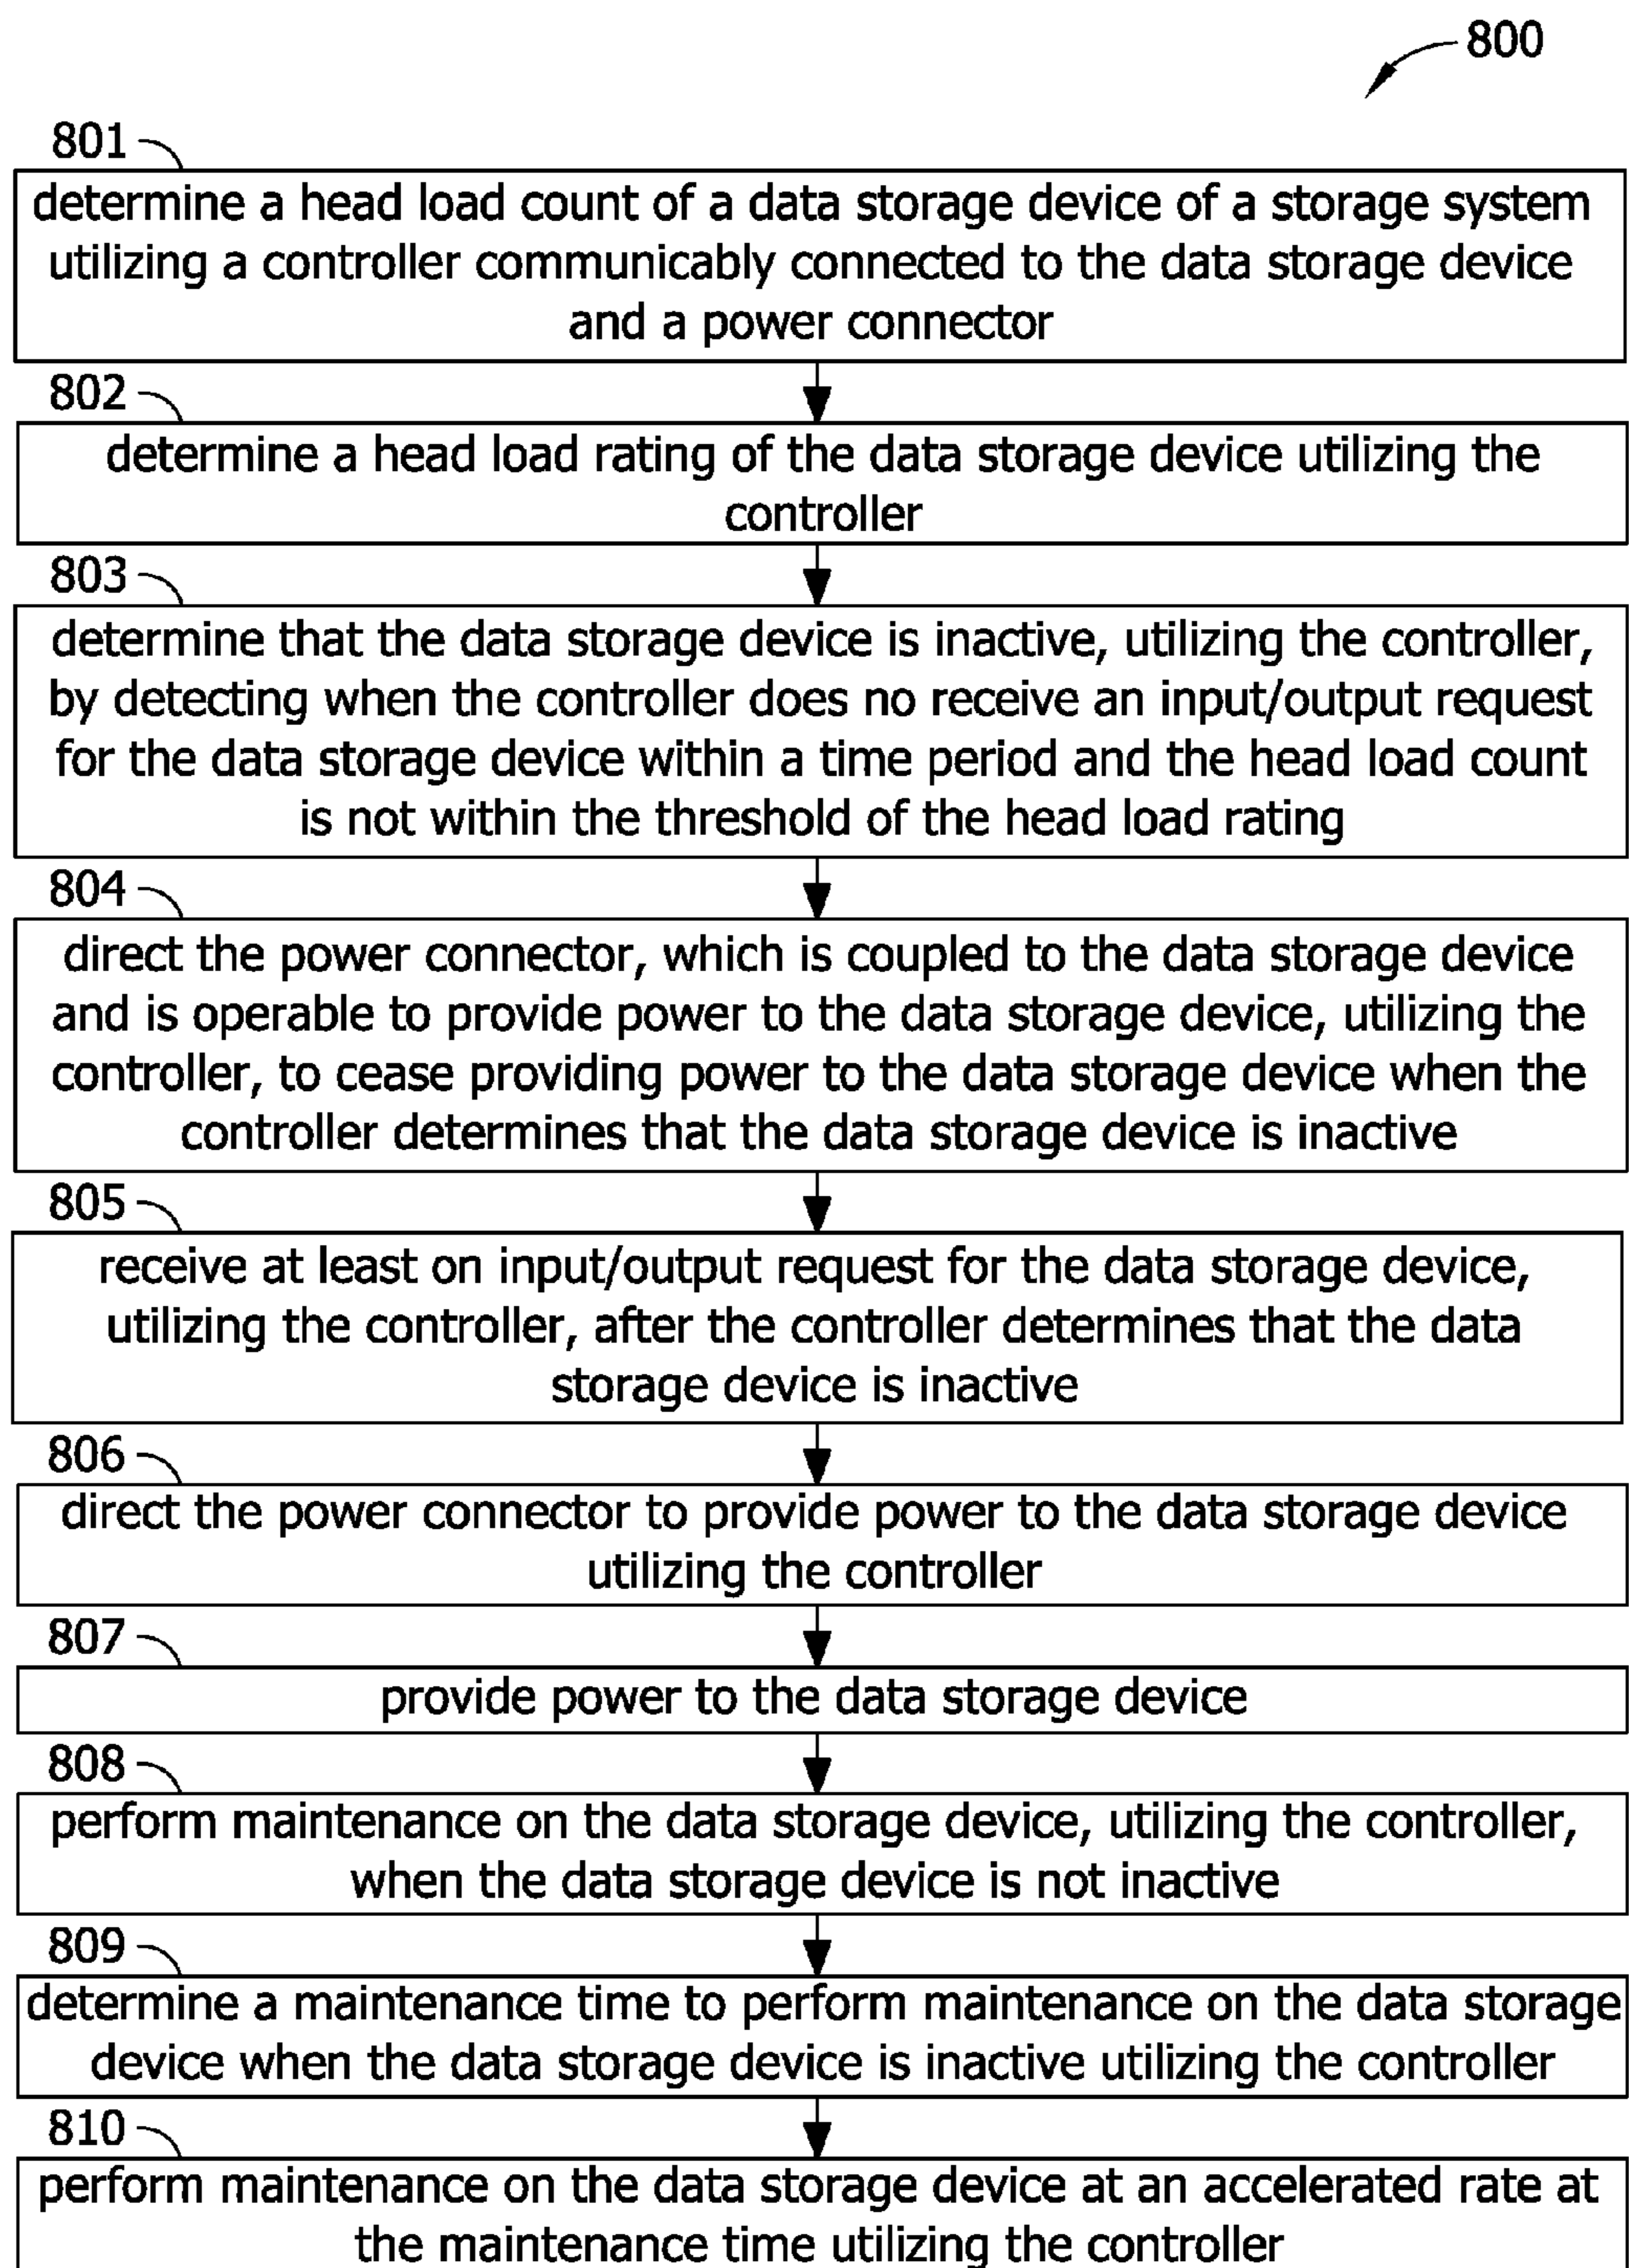 800
801
determine a head load count of a data storage device of a storage system
utilizing a controller communicably connected to the data storage device
and a power connector
802
determine a head load rating of the data storage device utilizing the
controller
803
determine that the data storage device is inactive, utilizing the controller,
by detecting when the controller does no receive an input/output request
for the data storage device within a time period and the head load count
is not within the threshold of the head load rating
804
direct the power connector, which is coupled to the data storage device
and is operable to provide power to the data storage device, utilizing the
controller, to cease providing power to the data storage device when the
controller determines that the data storage device is inactive
805
receive at least on input/output request for the data storage device,
utilizing the controller, after the controller determines that the data
storage device is inactive
806
direct the power connector to provide power to the data storage device
utilizing the controller
807
provide power to the data storage device
808
perform maintenance on the data storage device, utilizing the controller,
when the data storage device is not inactive
809
determine a maintenance time to perform maintenance on the data storage
device when the data storage device is inactive utilizing the controller
810
perform maintenance on the data storage device at an accelerated rate at
the maintenance time utilizing the controller